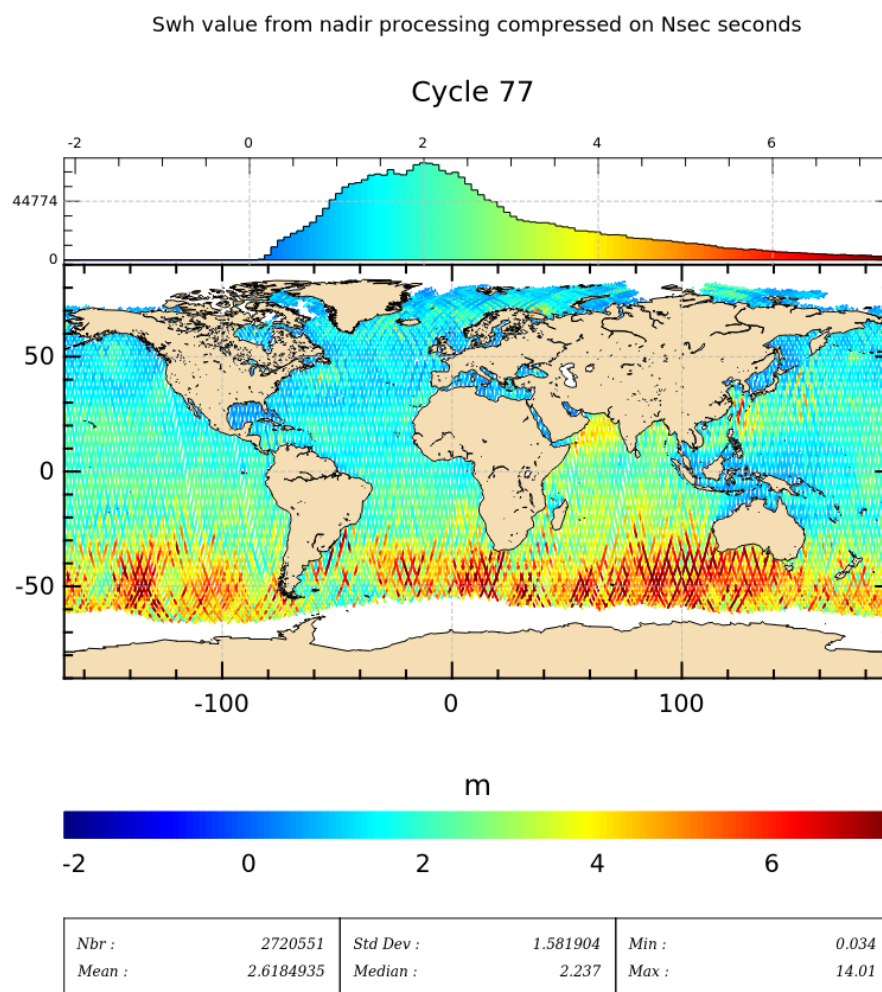 Swh value from nadir processing compressed on Nsec seconds
Cycle 77
-2 0 2 4 6
44774
0
50
0
-50
-100 0 100
m
-2 0 2 4 6
Nbr : 2720551 Std Dev : 1.581904 Min : 0.034
Mean : 2.6184935 Median : 2.237 Max : 14.01